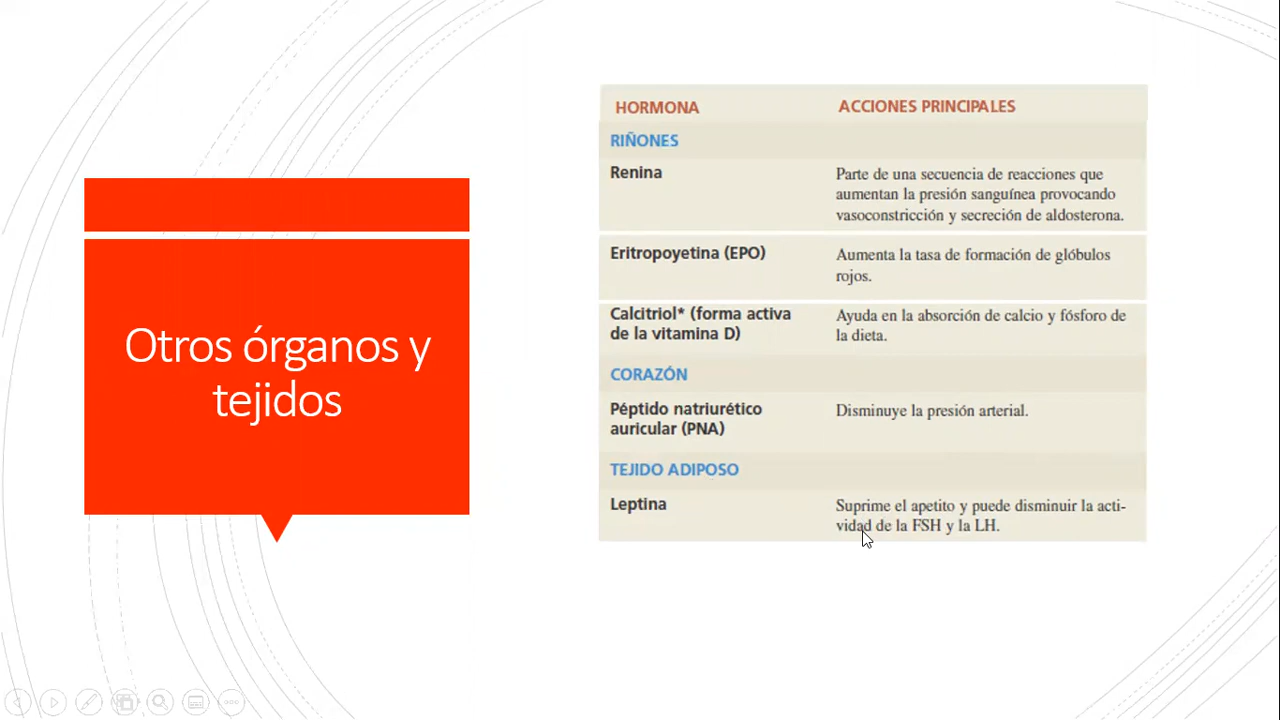 Otros órganos y
tejidos
HORMONA ACCIONES PRINCIPALES
RIÑONES
Renina Parte de una secuencia de reacciones que
aumentan la presión sanguínea provocando
vasoconstricción y secreción de aldosterona.
Eritropoyetina (EPO) Aumenta la tasa de formación de glóbulos
rojos.
Calcitriol* (forma activa Ayuda en la absorción de calcio y fósforo de
de la vitamina D) la dieta.
CORAZÓN
Péptido natriurético Disminuye la presión arterial.
auricular (PNA)
TEJIDO ADIPOSO
Leptina Suprime el apetito y puede disminuir la acti-
vidad de la FSH y la LH.